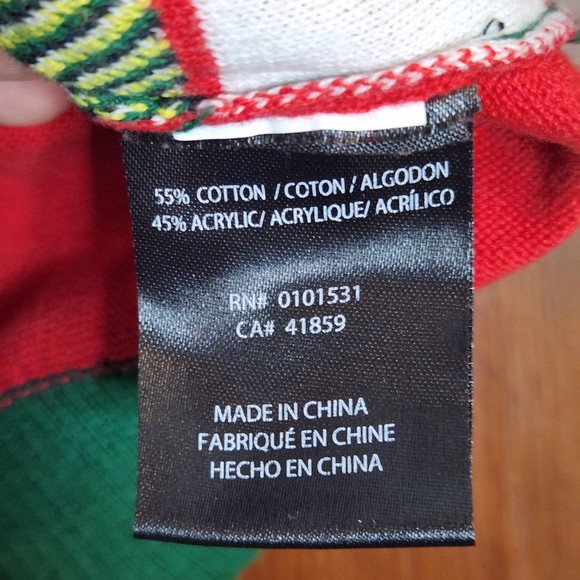 55% COTTON / COTON / ALGODON
45% ACRYLIC/ ACRYLIQUE/ ACRÍLICO
RN# 0101531
CA# 41859
MADE IN CHINA
FABRIQUÉ EN CHINE
HECHO EN CHINA